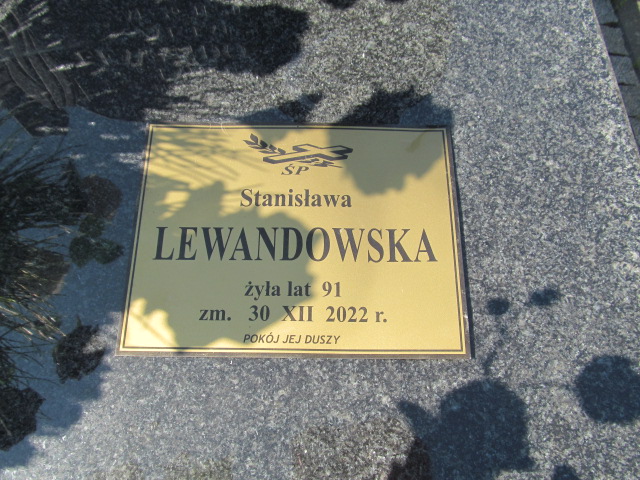 ŚP
Stanisława
LEWANDOWSKA
żyła lat 91
zm. 30 XII 2022 r.
POKÓJ JEJ DUSZY